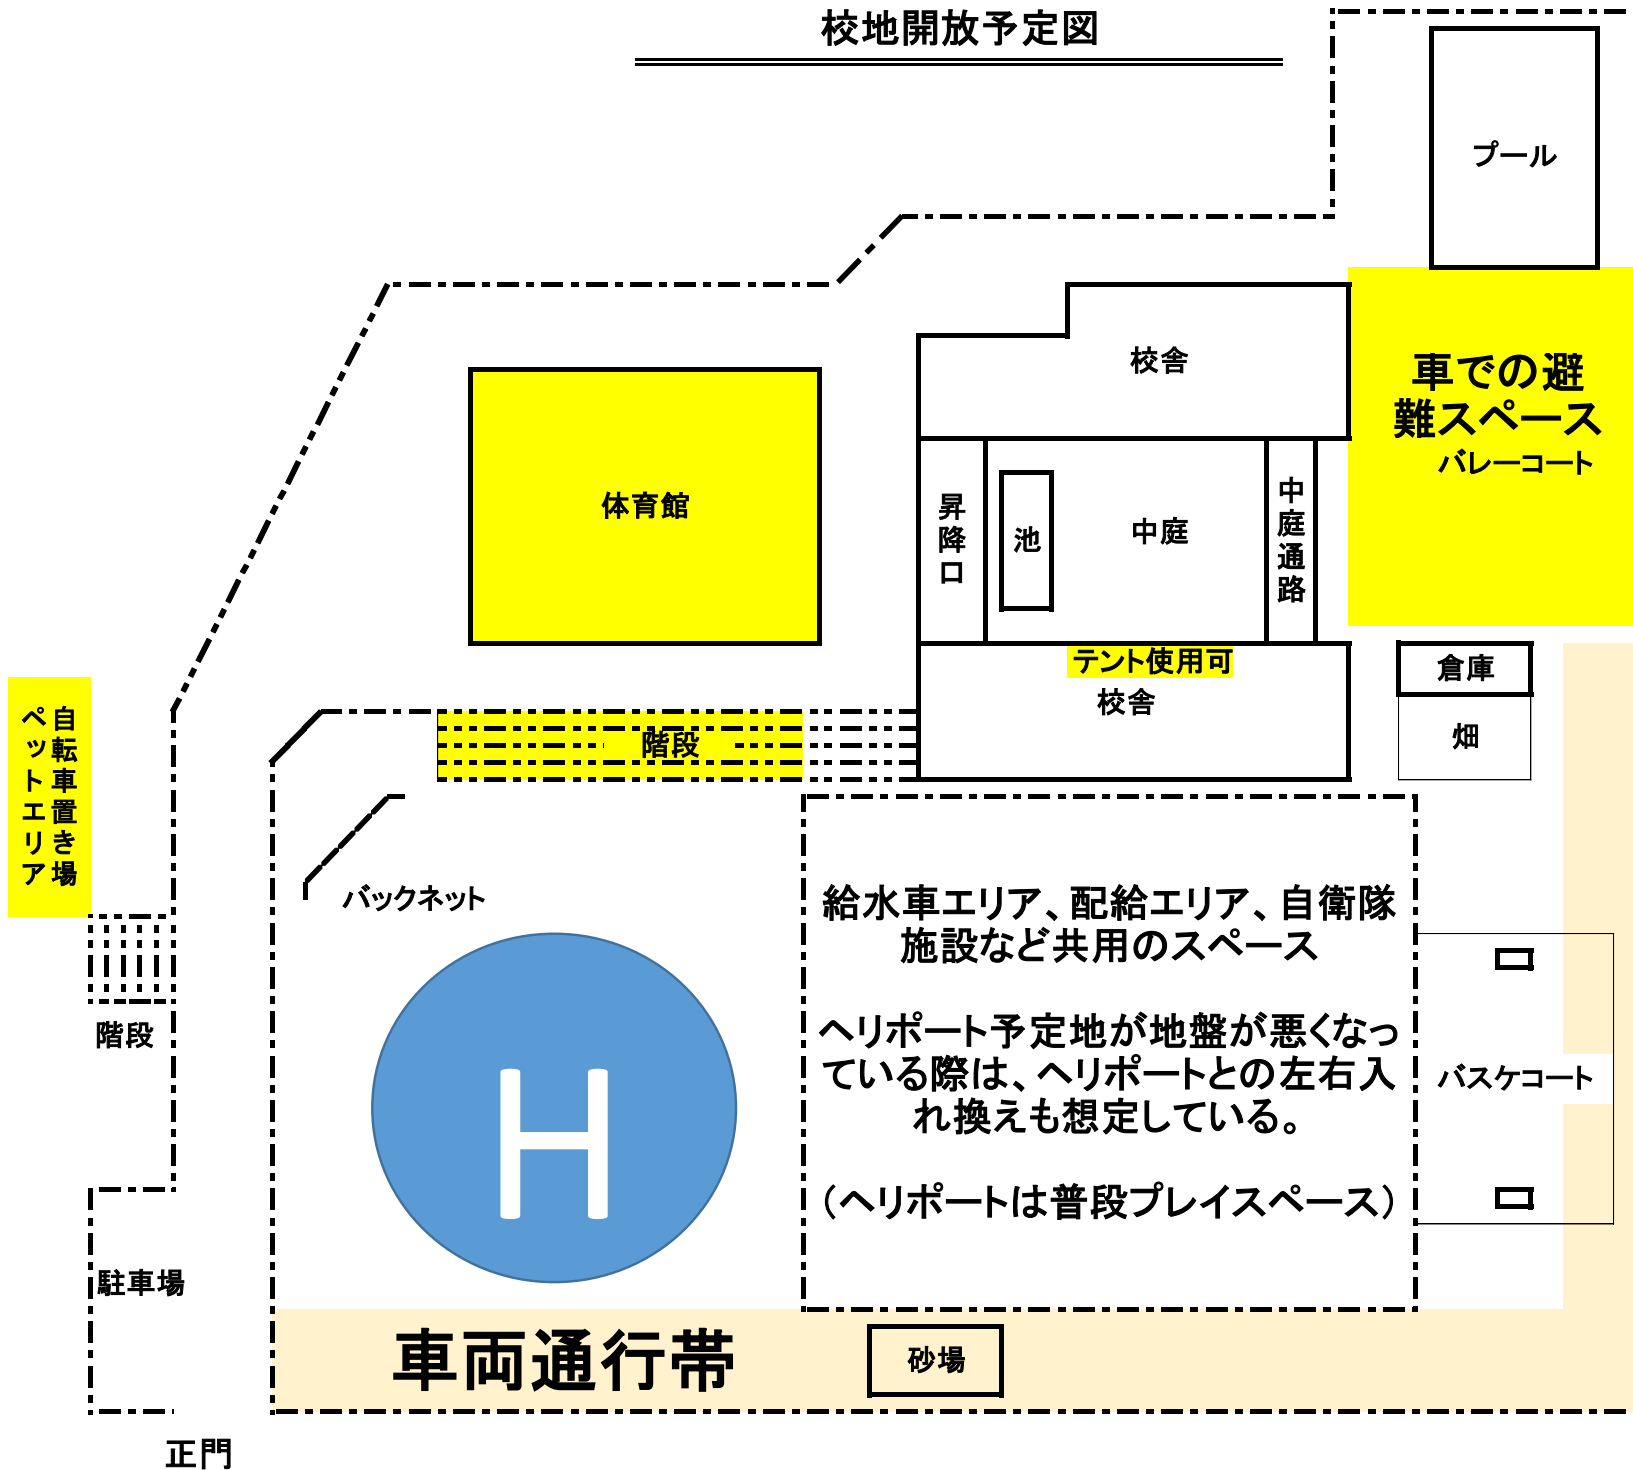 校地開放予定図
プール
校舎
車での避
難スペース
バレーコート
体育館
昇降口
池
中庭
中庭通路
テント使用可
校舎
倉庫
畑
階段
自転車置き場
ペットエリア
バックネット
給水車エリア、配給エリア、自衛隊
施設など共用のスペース
ヘリポート予定地が地盤が悪くなっ
ている際は、ヘリポートとの左右入
れ換えも想定している。
（ヘリポートは普段プレイスペース）
H
階段
バスケコート
駐車場
車両通行帯
砂場
正門